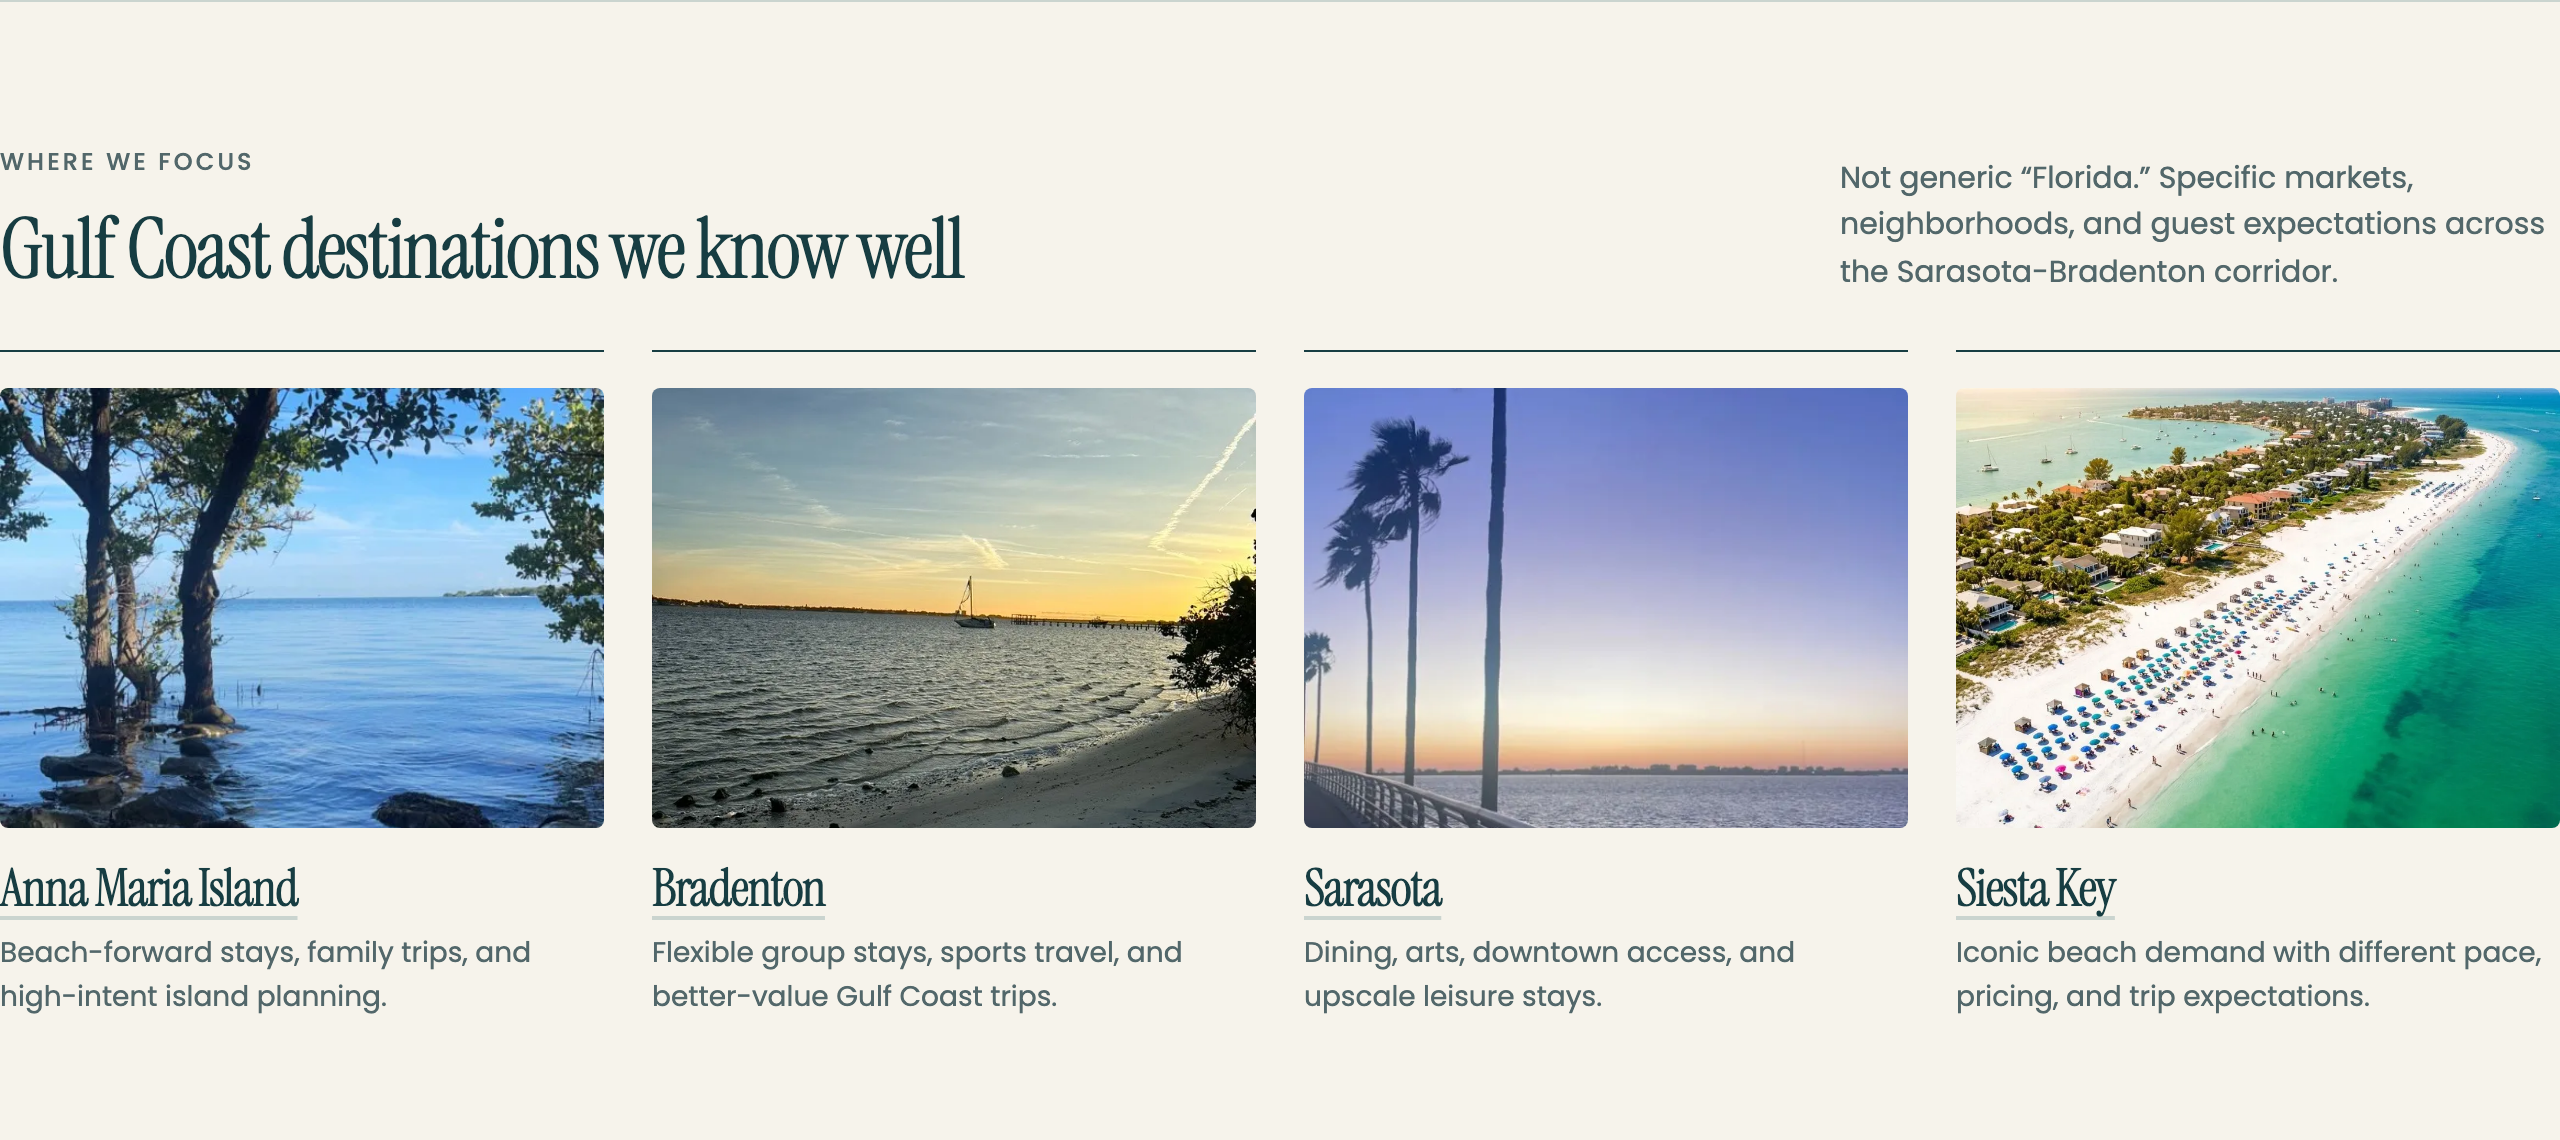 WHERE WE FOCUS
Gulf Coast destinations we know well
Not generic “Florida.” Specific markets,
neighborhoods, and guest expectations across
the Sarasota-Bradenton corridor.
Anna Maria Island
Beach-forward stays, family trips, and
high-intent island planning.
Bradenton
Flexible group stays, sports travel, and
better-value Gulf Coast trips.
Sarasota
Dining, arts, downtown access, and
upscale leisure stays.
Siesta Key
Iconic beach demand with different pace,
pricing, and trip expectations.